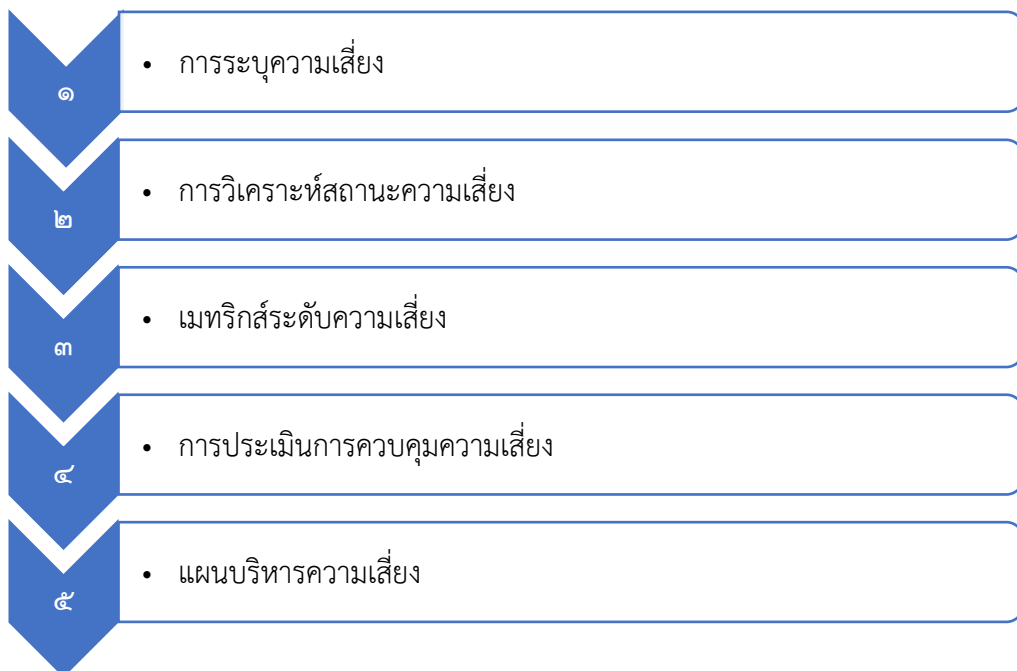 ๑
• การระบุความเสี่ยง
๒
• การวิเคราะห์สถานะความเสี่ยง
๓
• เมทริกส์ระดับความเสี่ยง
๔
• การประเมินการควบคุมความเสี่ยง
๕
• แผนบริหารความเสี่ยง